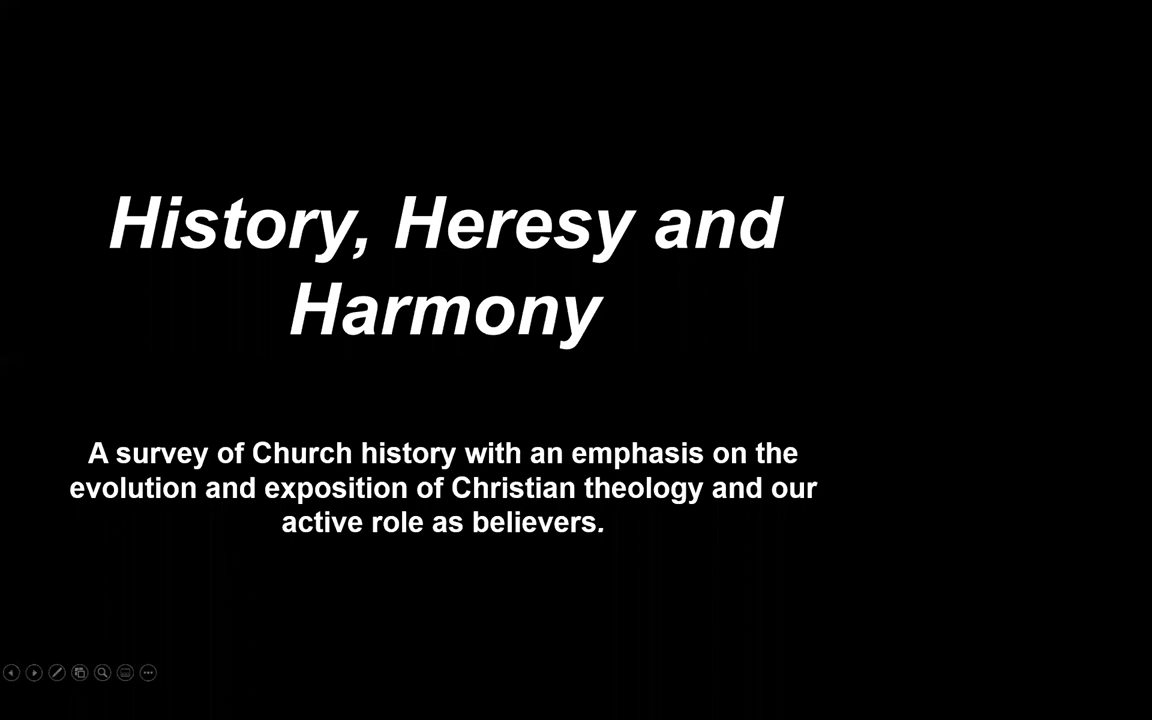 History, Heresy and
Harmony
A survey of Church history with an emphasis on the
evolution and exposition of Christian theology and our
active role as believers.